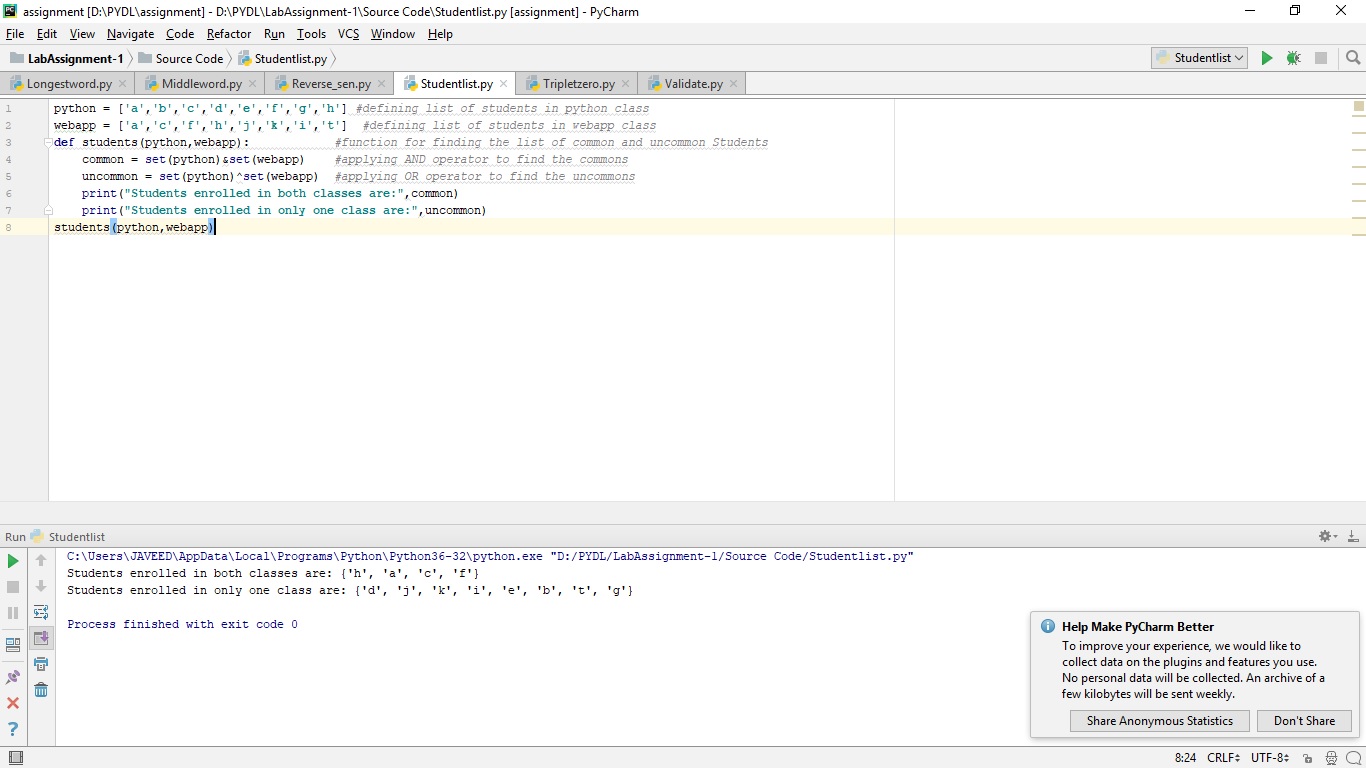 assignment [D:\PYDL\assignment] - D:\PYDL\LabAssignment-1\Source Code\Studentlist.py [assignment] - PyCharm
File Edit View Navigate Code Refactor Run Tools VCS Window Help
LabAssignment-1 Source Code Studentlist.py Studentlist
Longestword.py Middleword.py Reverse_sen.py Studentlist.py Tripletzero.py Validate.py
1 python = ['a','b','c','d','e','f','g','h'] #defining list of students in python class
2 webapp = ['a','c','f','h','j','k','i','t'] #defining list of students in webapp class
3 def students(python,webapp): #function for finding the list of common and uncommon Students
4 common = set(python)&set(webapp) #applying AND operator to find the commons
5 uncommon = set(python)^set(webapp) #applying OR operator to find the uncommons
6 print("Students enrolled in both classes are:",common)
7 print("Students enrolled in only one class are:",uncommon)
8 students(python,webapp)
Run Studentlist
C:\Users\JAVEED\AppData\Local\Programs\Python\Python36-32\python.exe "D:/PYDL/LabAssignment-1/Source Code/Studentlist.py"
Students enrolled in both classes are: {'h', 'a', 'c', 'f'}
Students enrolled in only one class are: {'d', 'j', 'k', 'i', 'e', 'b', 't', 'g'}
Process finished with exit code 0
Help Make PyCharm Better
To improve your experience, we would like to
collect data on the plugins and features you use.
No personal data will be collected. An archive of a
few kilobytes will be sent weekly.
Share Anonymous Statistics Don't Share
8:24 CRLF UTF-8